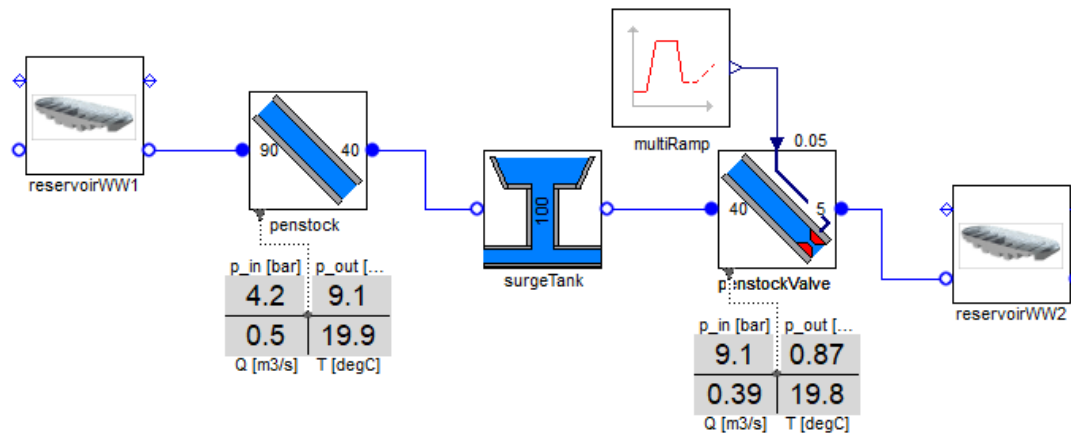 reservoirWW1
90
40
penstock
p_in [bar] p_out [...
4.2 9.1
0.5 19.9
Q [m3/s] T [degC]
100
surgeTank
multiRamp
0.05
40
5
penstockValve
p_in [bar] p_out [...
9.1 0.87
0.39 19.8
Q [m3/s] T [degC]
reservoirWW2